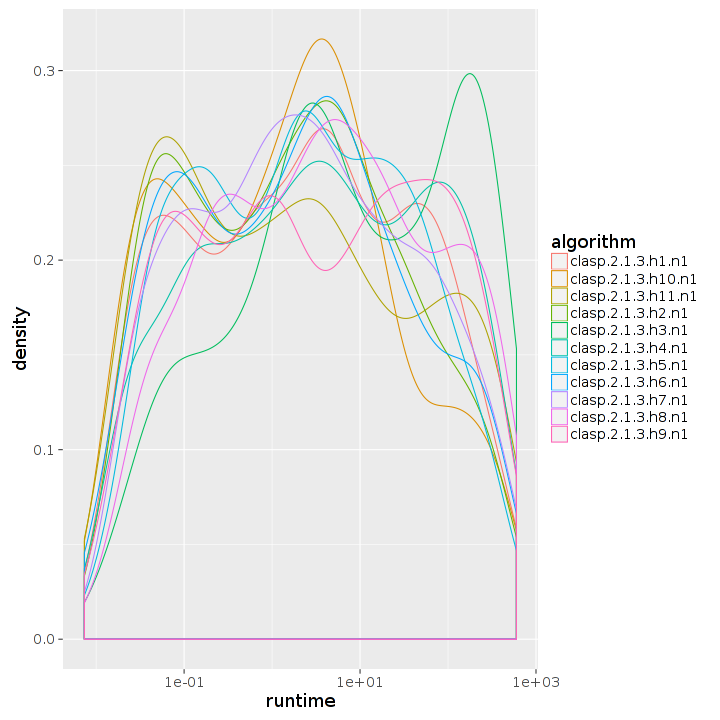 0.3
0.2
0.1
0.0
density
1e-01
1e+01
1e+03
runtime
algorithm
clasp.2.1.3.h1.n1
clasp.2.1.3.h10.n1
clasp.2.1.3.h11.n1
clasp.2.1.3.h2.n1
clasp.2.1.3.h3.n1
clasp.2.1.3.h4.n1
clasp.2.1.3.h5.n1
clasp.2.1.3.h6.n1
clasp.2.1.3.h7.n1
clasp.2.1.3.h8.n1
clasp.2.1.3.h9.n1